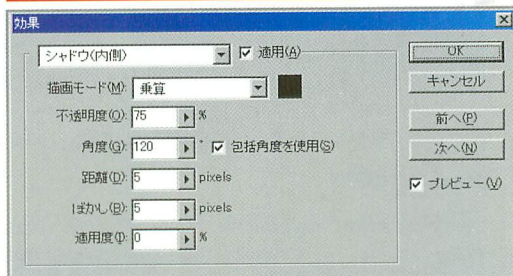 効果
シャドウ(内側) 適用(A)
描画モード(M): 乗算
不透明度(O): 75 %
角度(G): 120 ° 包括角度を使用(S)
距離(D): 5 pixels
ぼかし(B): 5 pixels
適用度(I): 0 %
OK
キャンセル
前へ(P)
次へ(N)
プレビュー(V)